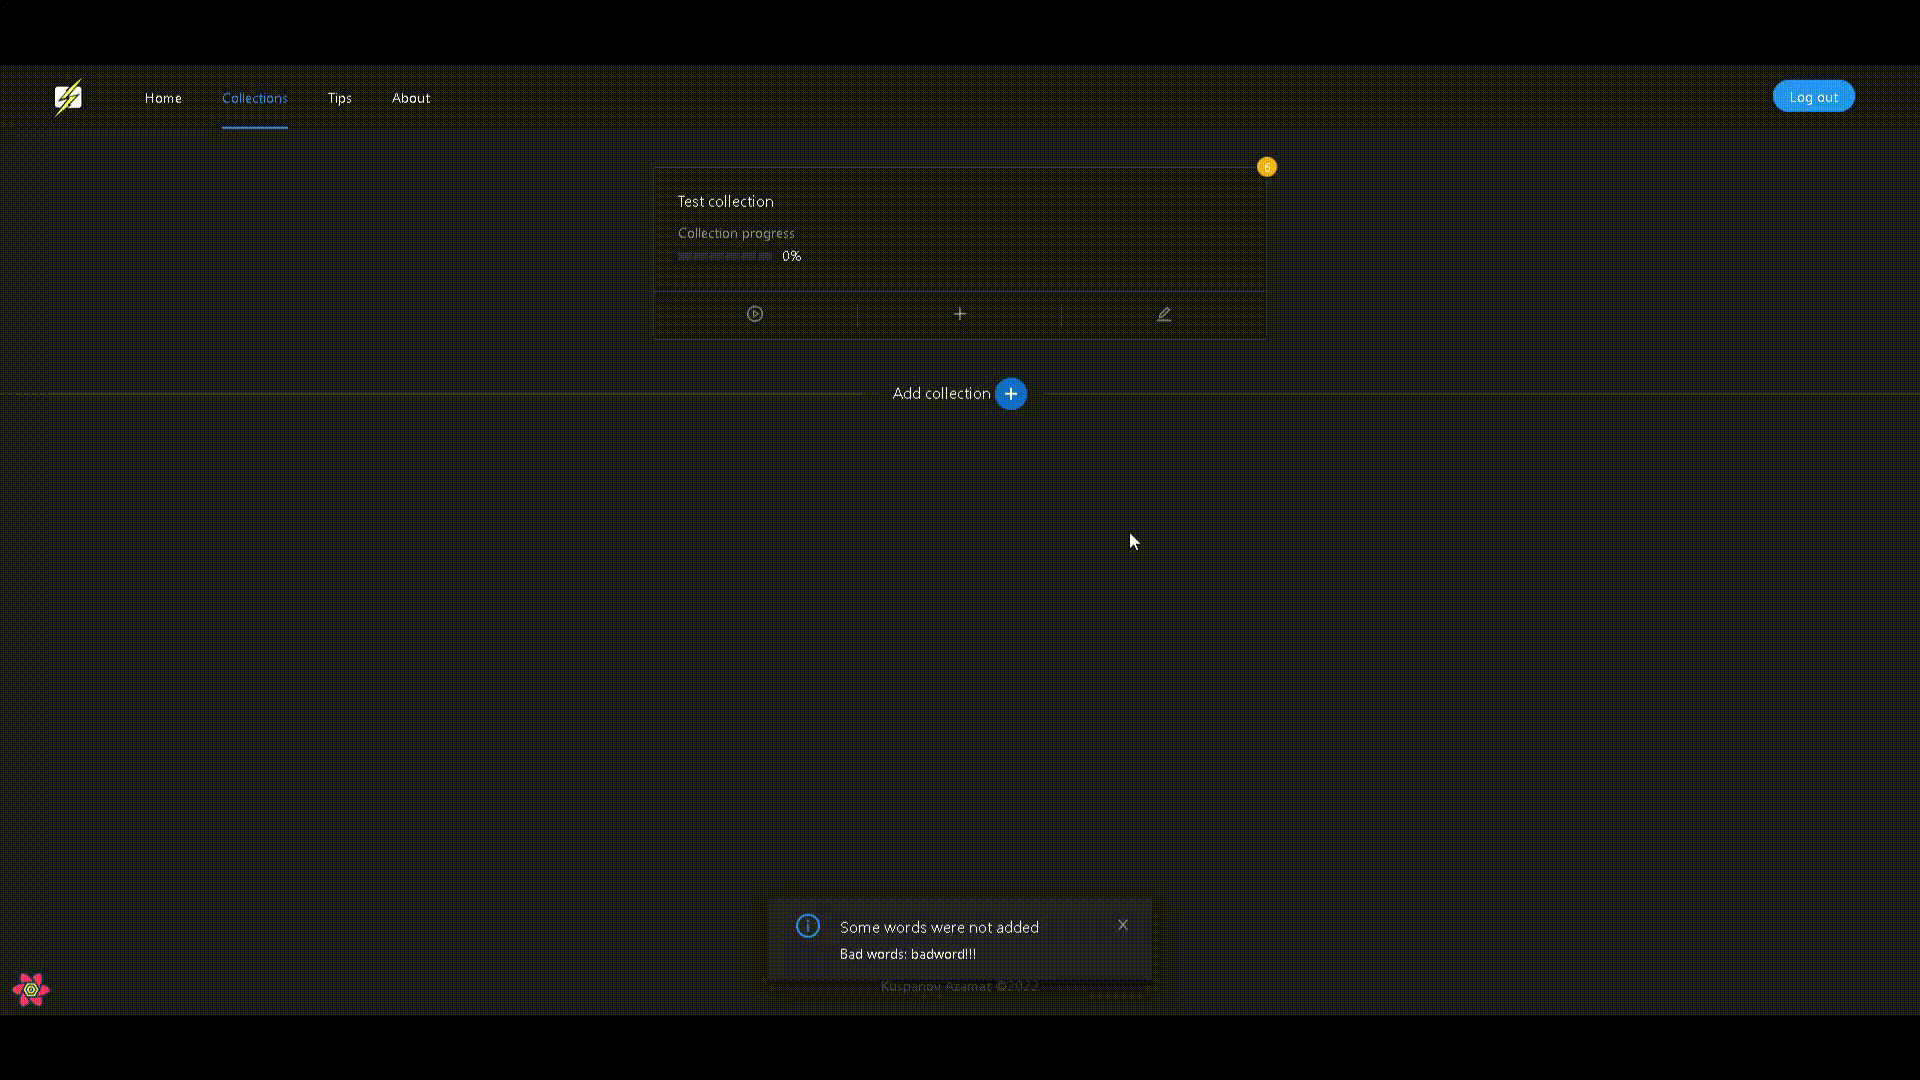 Home Collections Tips About Log out
6
Test collection
Collection progress
0%
Add collection
Some words were not added
Bad words: badword!!!
Kuspanov Azamat ©2022